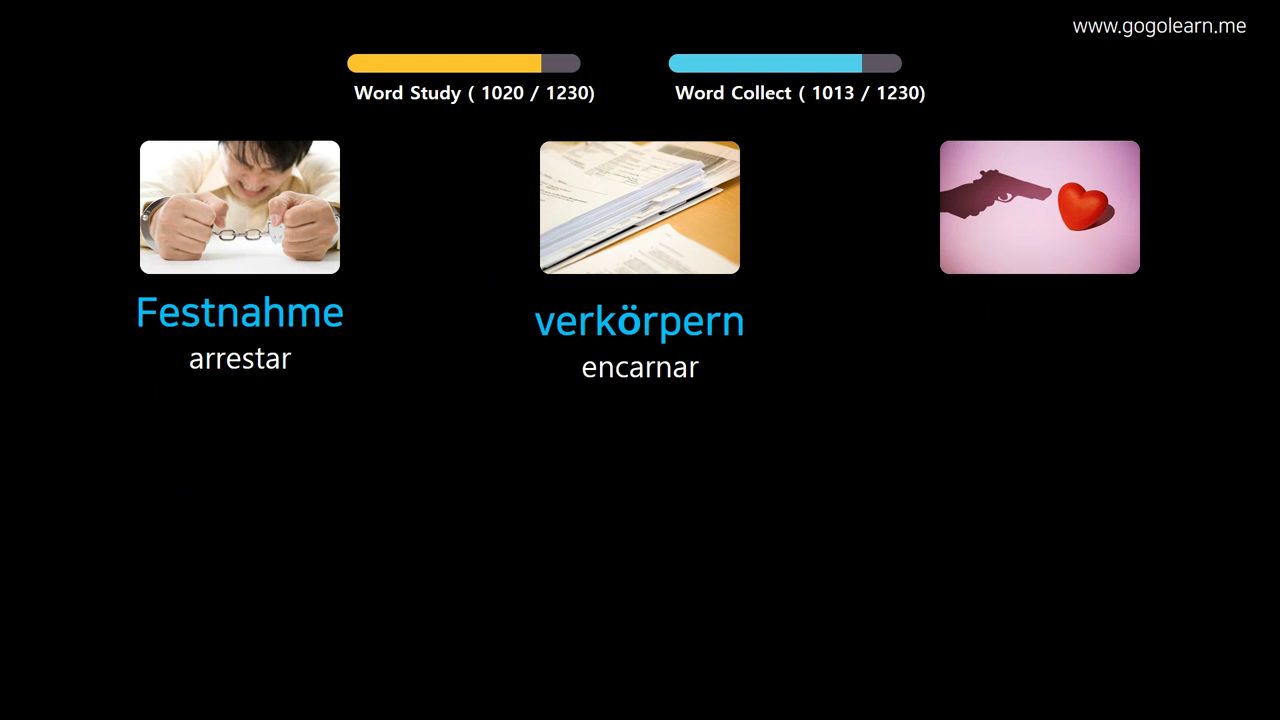 www.gogolearn.me
Word Study ( 1020 / 1230)
Word Collect ( 1013 / 1230)
Festnahme
arrestar
verkörpern
encarnar